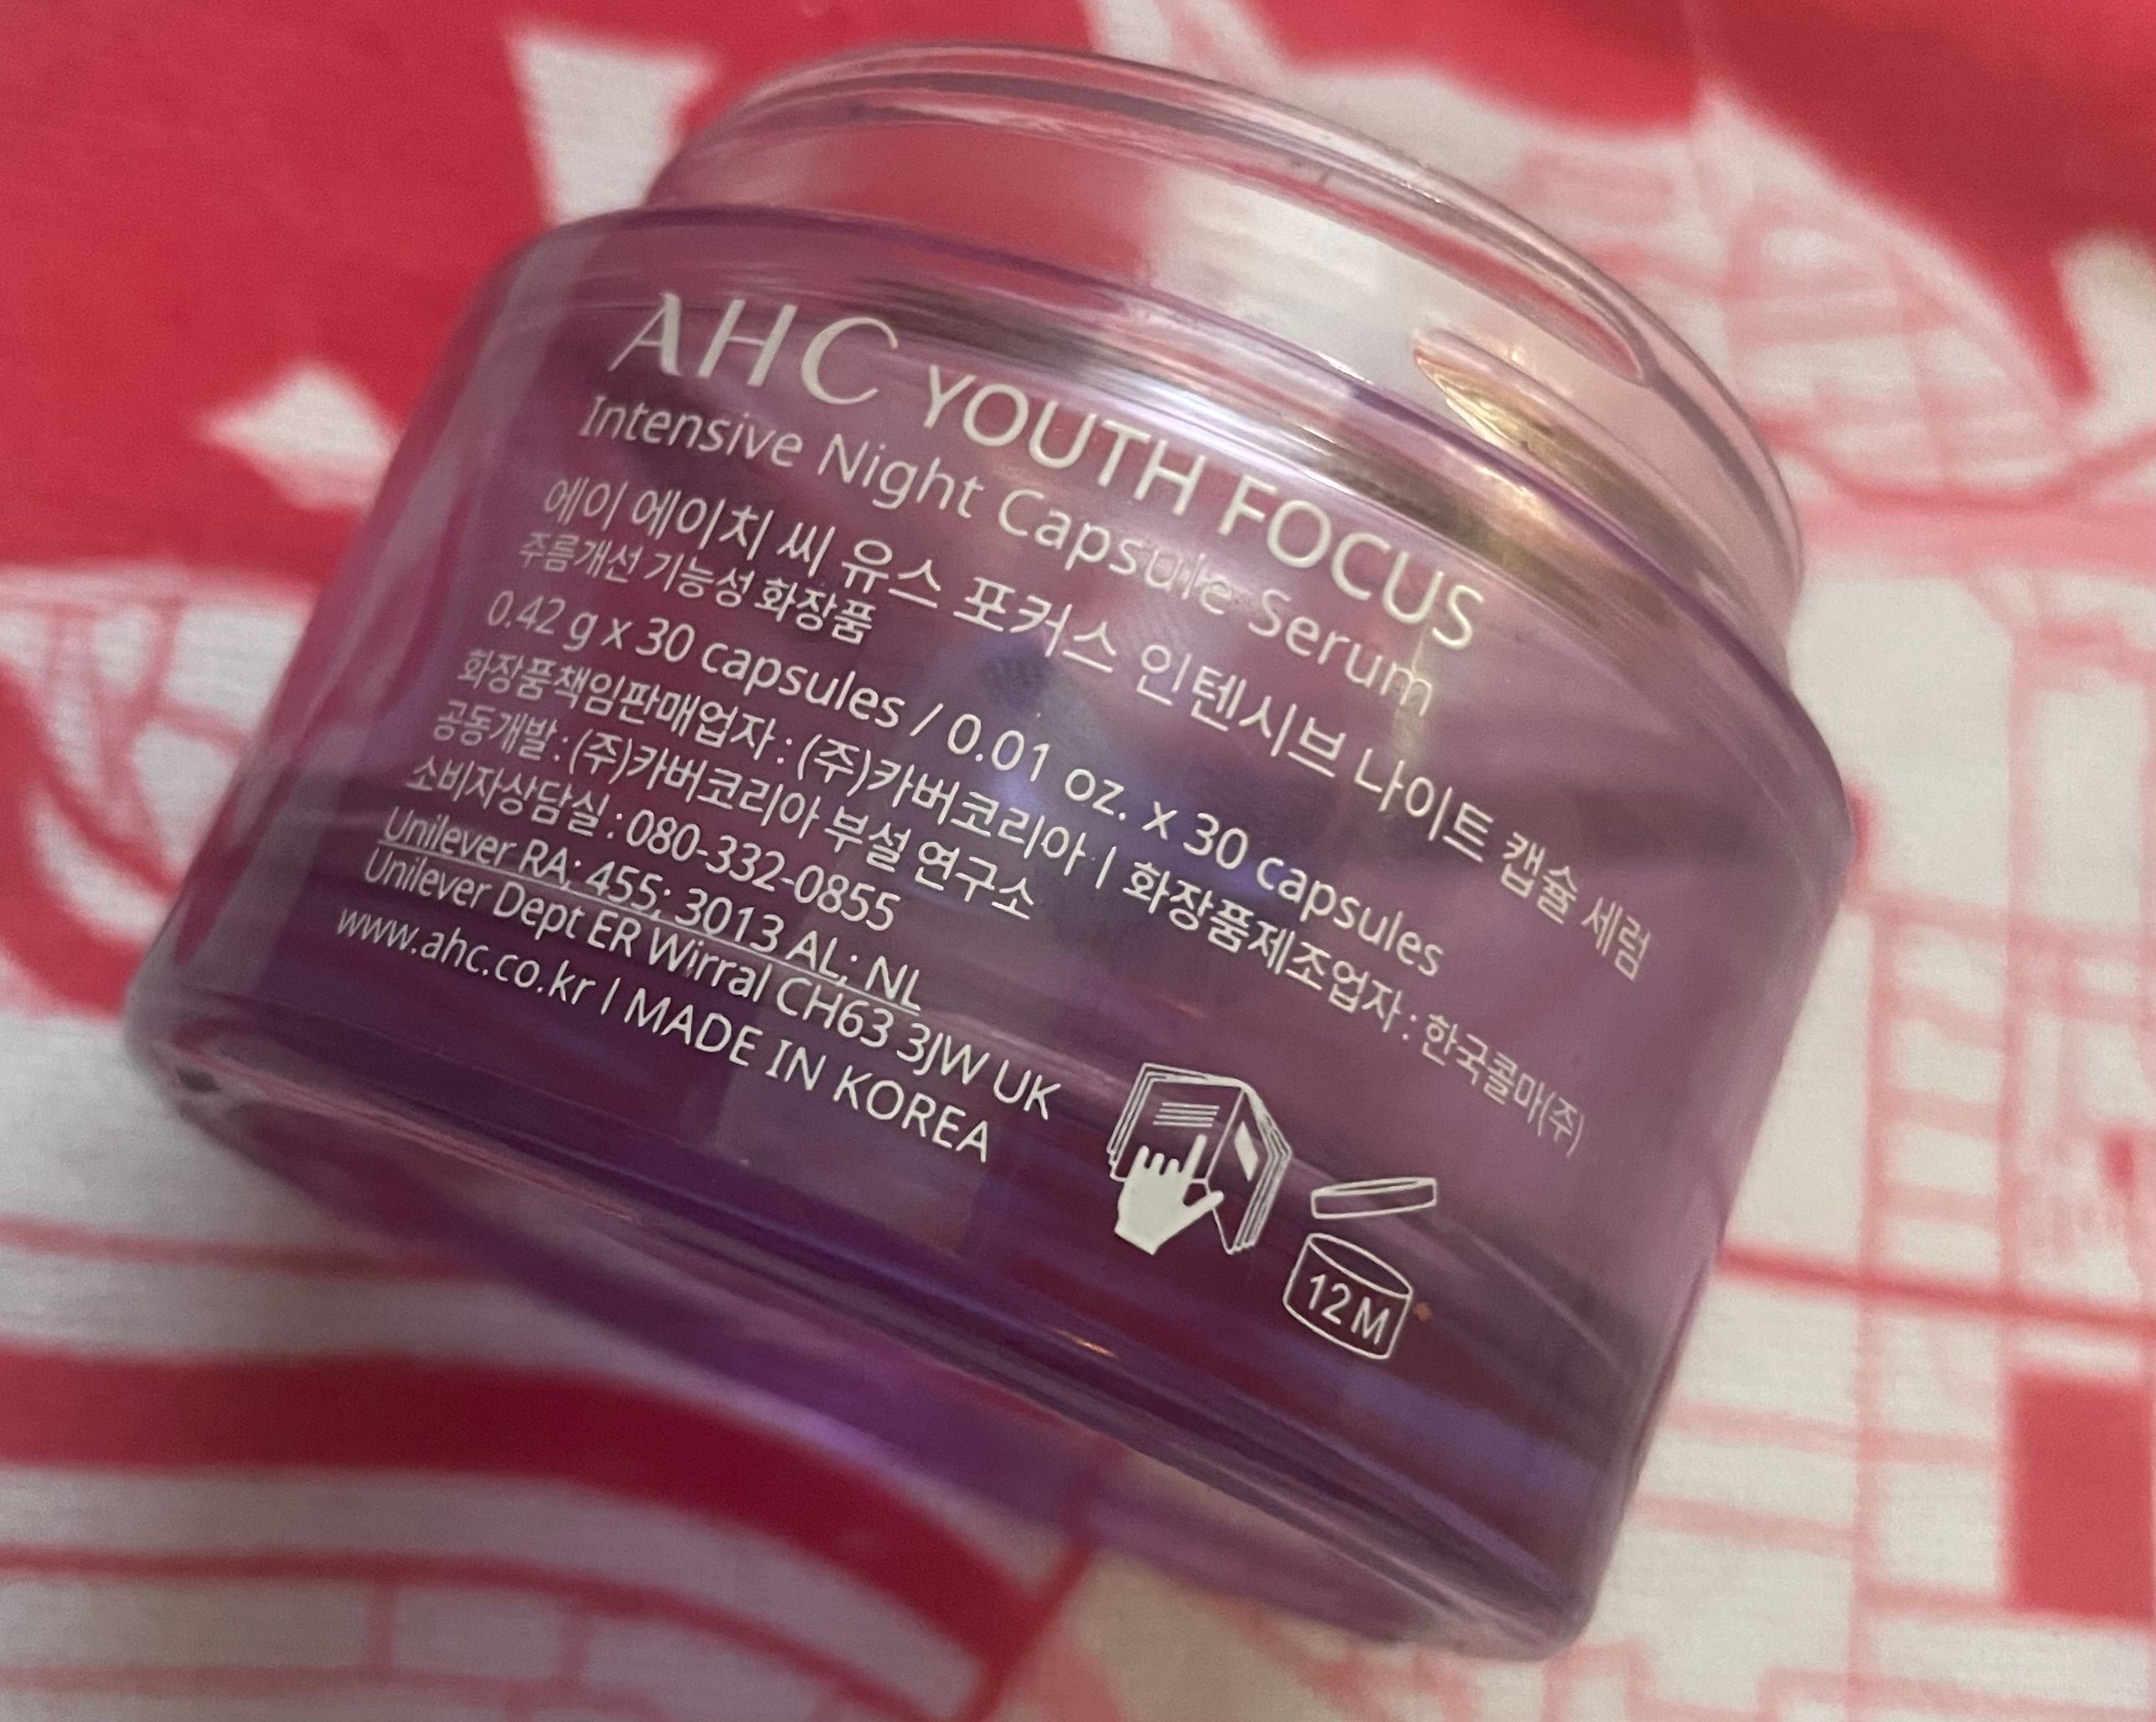 AHC YOUTH FOCUS
Intensive Night Capsule Serum
에이 에이치 씨 유스 포커스 인텐시브 나이트 캡슐 세럼
주름개선 기능성 화장품
0.42 g x 30 capsules / 0.01 oz. x 30 capsules
화장품책임판매업자 : (주)카버코리아 | 화장품제조업자 : 한국콜마(주)
공동개발 : (주)카버코리아 부설 연구소
소비자상담실 : 080-332-0855
Unilever RA; 455; 3013 AL; NL
Unilever Dept ER Wirral CH63 3JW UK
www.ahc.co.kr | MADE IN KOREA
12 M